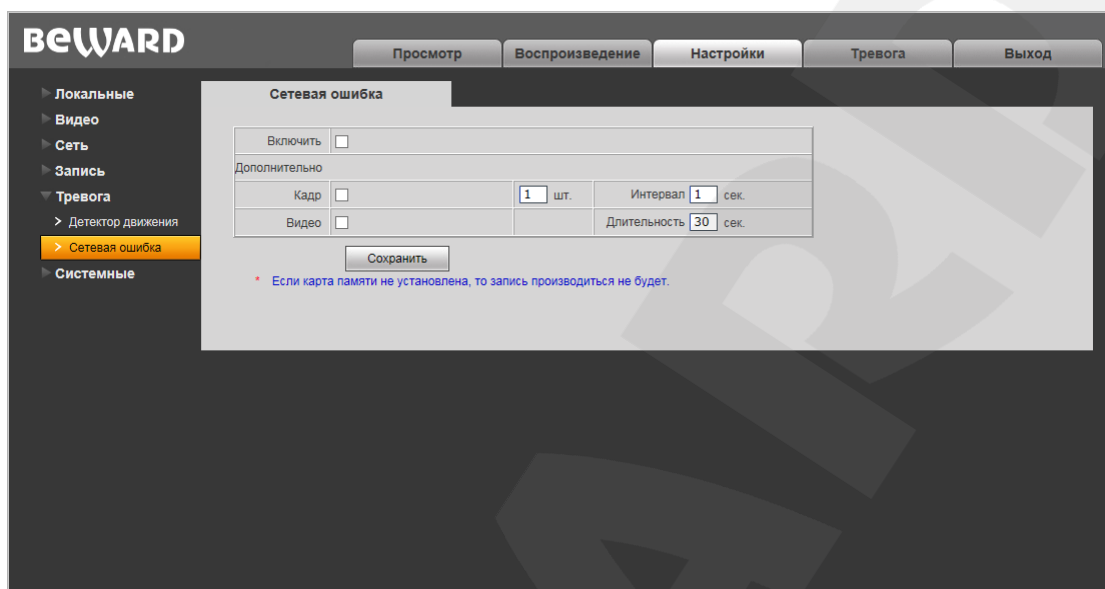 BEWARD
Просмотр
Воспроизведение
Настройки
Тревога
Выход
Локальные
Видео
Сеть
Запись
Тревога
> Детектор движения
> Сетевая ошибка
Системные
Сетевая ошибка
Включить
Дополнительно
Кадр 1 шт. Интервал 1 сек.
Видео Длительность 30 сек.
Сохранить
* Если карта памяти не установлена, то запись производиться не будет.